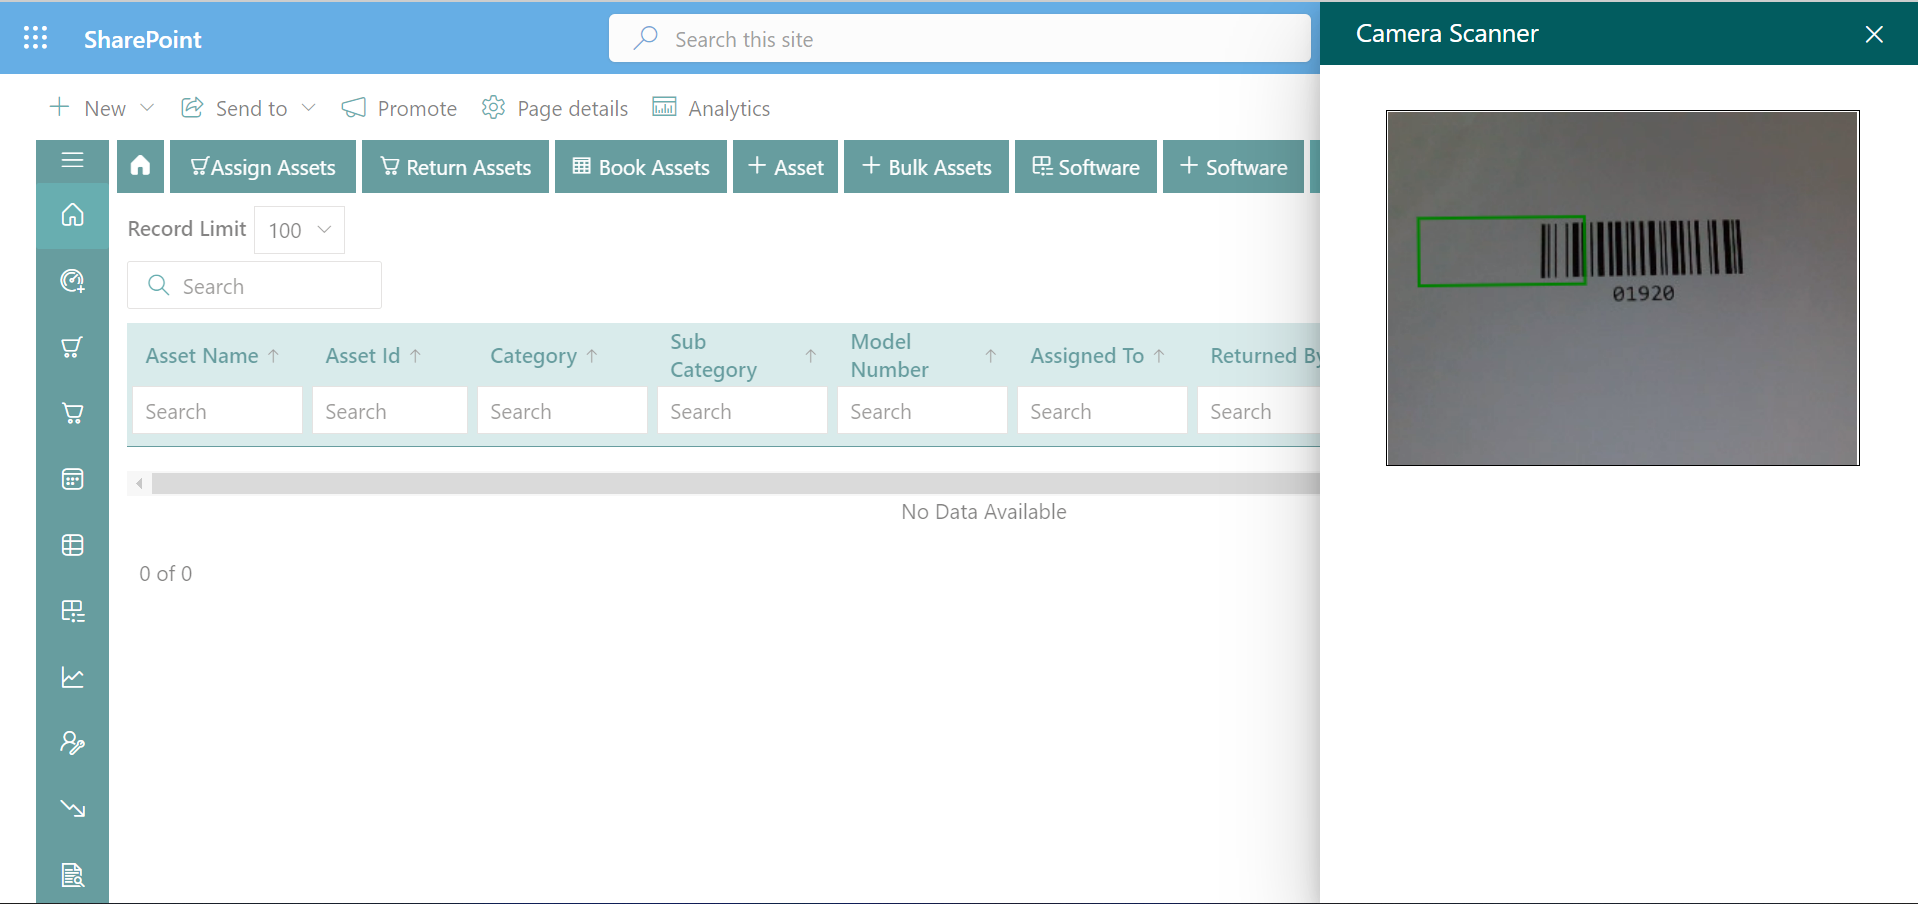 SharePoint
Search this site
Camera Scanner
New
Send to
Promote
Page details
Analytics
Assign Assets
Return Assets
Book Assets
Asset
Bulk Assets
Software
Software
Record Limit
100
Search
Asset Name
Asset Id
Category
Sub Category
Model Number
Assigned To
Returned By
Search
Search
Search
Search
Search
Search
Search
No Data Available
0 of 0
01920